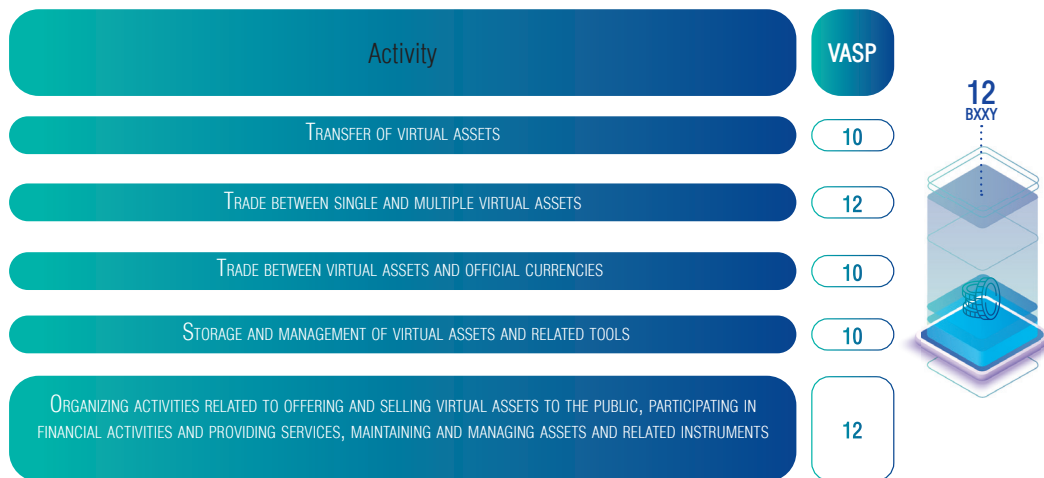 Activity
VASP
12
BXXY
TRANSFER OF VIRTUAL ASSETS
10
TRADE BETWEEN SINGLE AND MULTIPLE VIRTUAL ASSETS
12
TRADE BETWEEN VIRTUAL ASSETS AND OFFICIAL CURRENCIES
10
STORAGE AND MANAGEMENT OF VIRTUAL ASSETS AND RELATED TOOLS
10
ORGANIZING ACTIVITIES RELATED TO OFFERING AND SELLING VIRTUAL ASSETS TO THE PUBLIC, PARTICIPATING IN
FINANCIAL ACTIVITIES AND PROVIDING SERVICES, MAINTAINING AND MANAGING ASSETS AND RELATED INSTRUMENTS
12